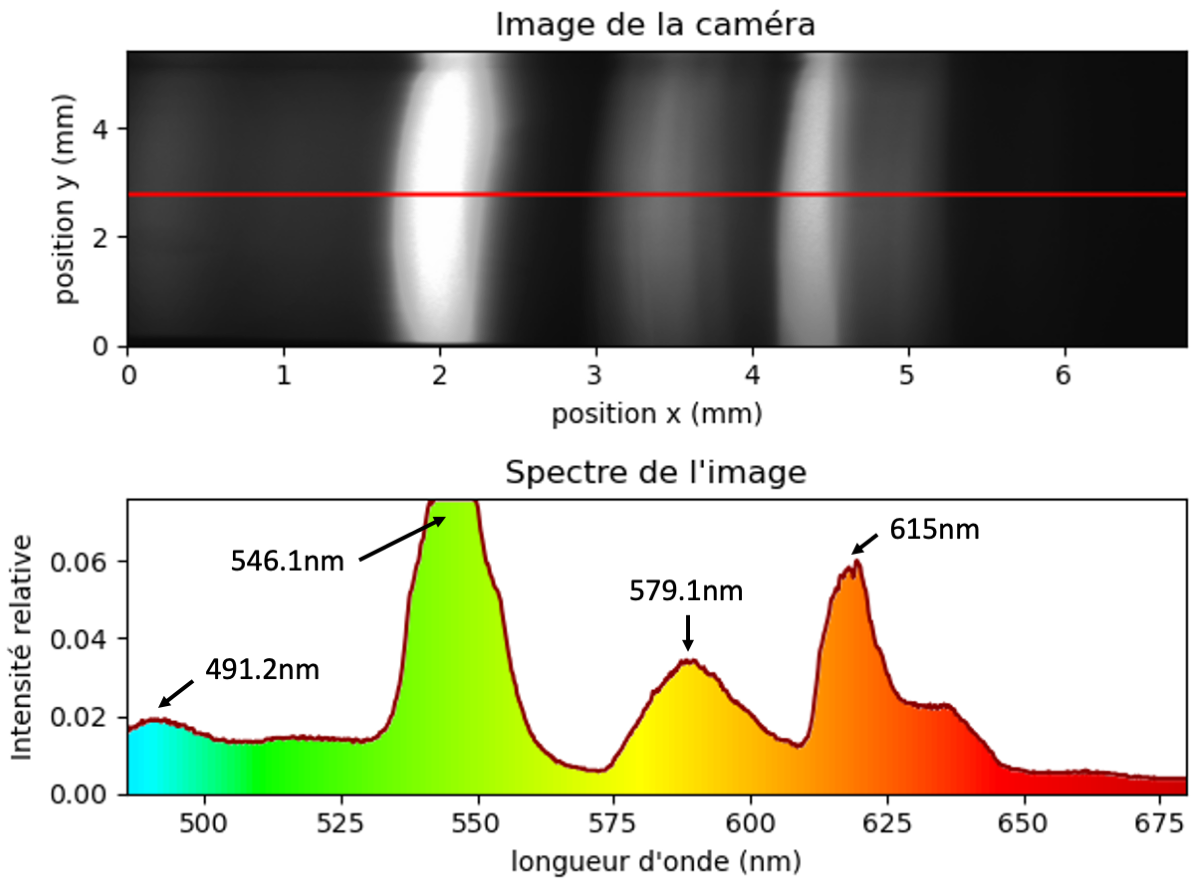 Image de la caméra
position y (mm)
4
2
0
0 1 2 3 4 5 6
position x (mm)
Spectre de l'image
Intensité relative
0.06
0.04
0.02
0.00
491.2nm
546.1nm
579.1nm
615nm
500 525 550 575 600 625 650 675
longueur d'onde (nm)